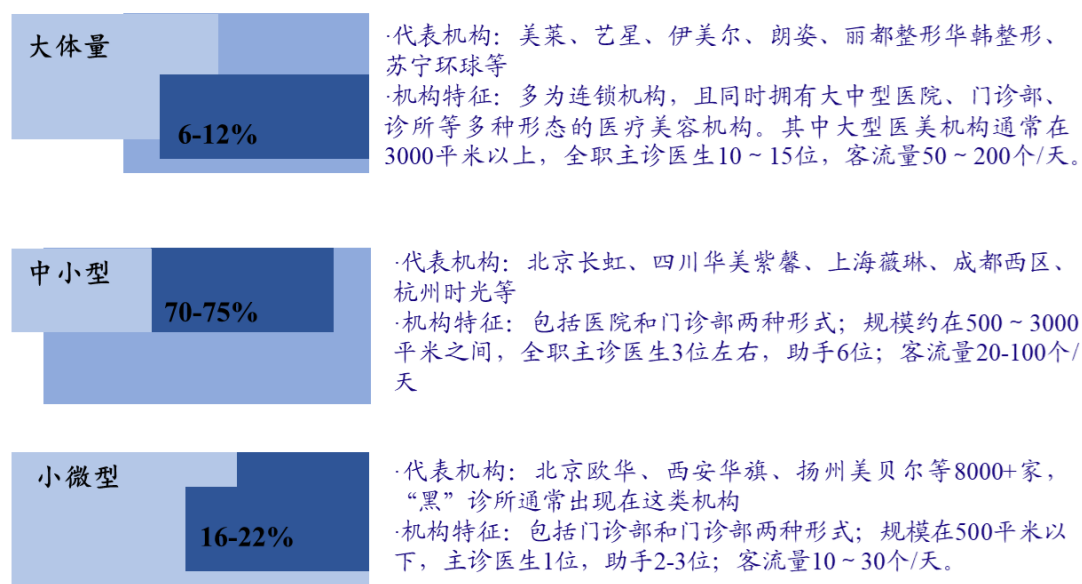 大体量
6-12%
·代表机构：美莱、艺星、伊美尔、朗姿、丽都整形华韩整形、
苏宁环球等
·机构特征：多为连锁机构，且同时拥有大中型医院、门诊部、
诊所等多种形态的医疗美容机构。其中大型医美机构通常在
3000平米以上，全职主诊医生10～15位，客流量50～200个/天。
中小型
70-75%
·代表机构：北京长虹、四川华美紫馨、上海薇琳、成都西区、
杭州时光等
·机构特征：包括医院和门诊部两种形式；规模约在500～3000
平米之间，全职主诊医生3位左右，助手6位；客流量20-100个/
天
小微型
16-22%
·代表机构：北京欧华、西安华旗、扬州美贝尔等8000+家，
“黑”诊所通常出现在这类机构
·机构特征：包括门诊部和门诊部两种形式；规模在500平米以
下，主诊医生1位，助手2-3位；客流量10～30个/天。